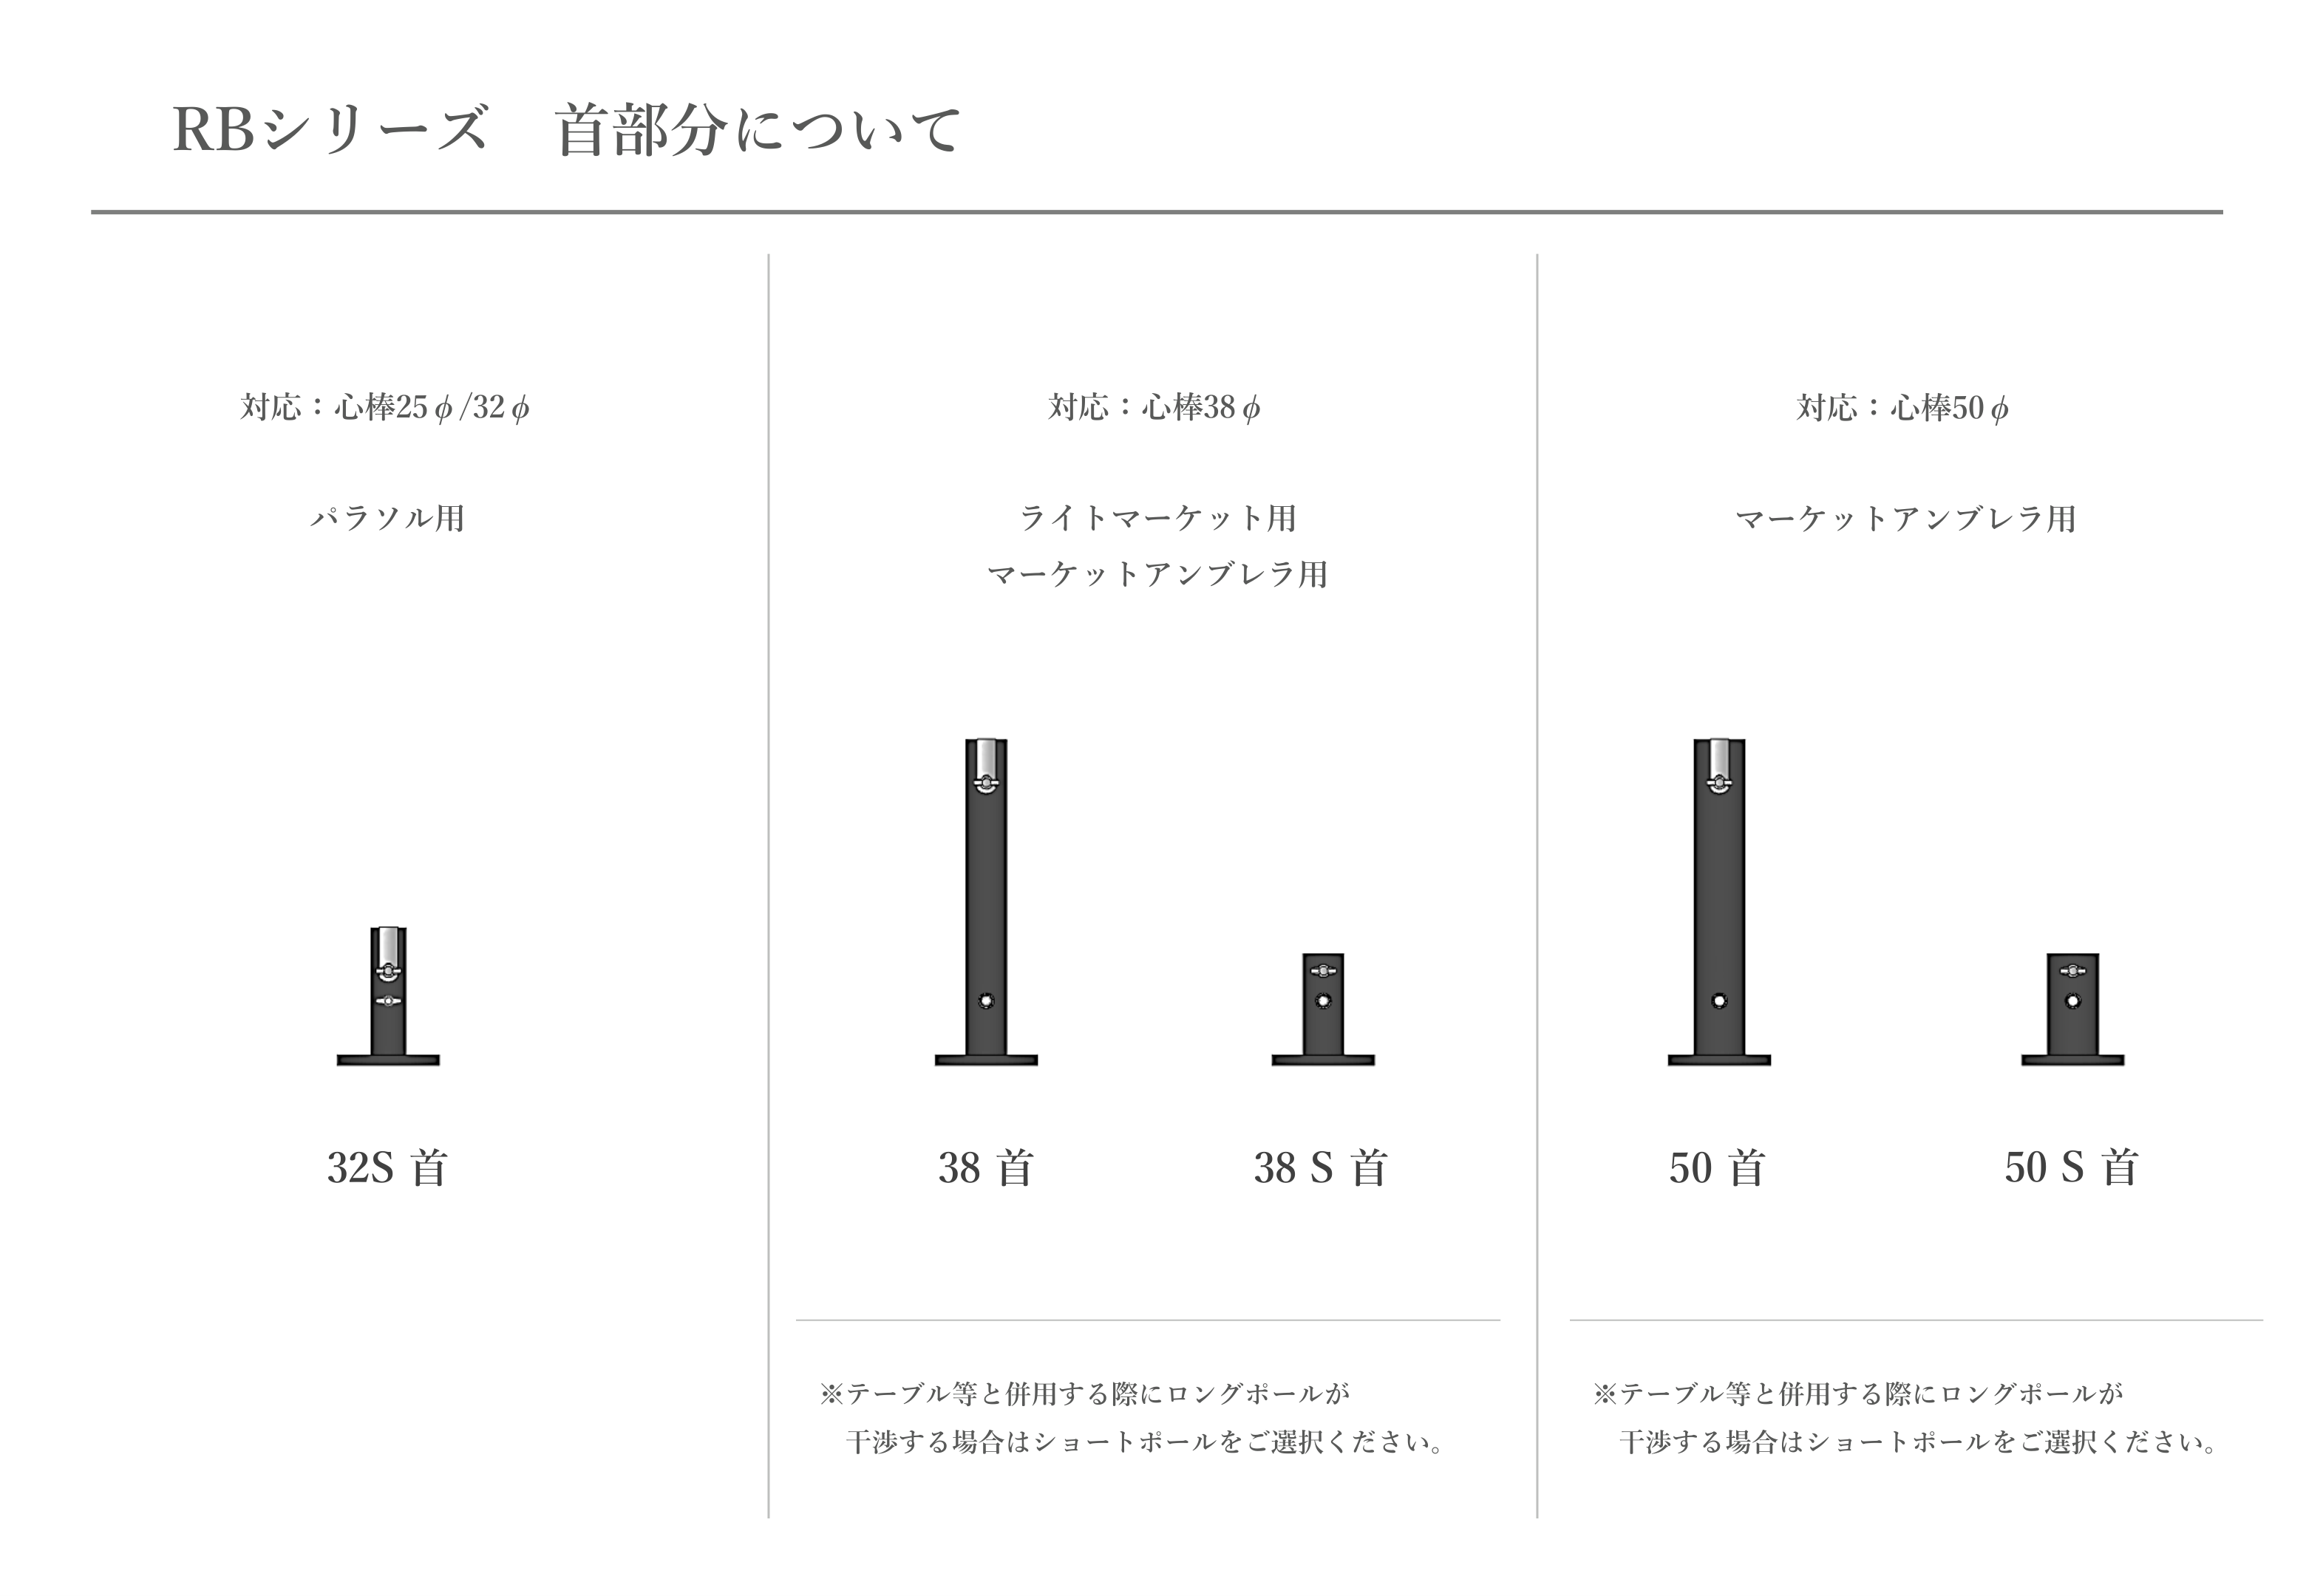 RBシリーズ　首部分について
対応：心棒25φ/32φ
パラソル用
32S 首
対応：心棒38φ
ライトマーケット用
マーケットアンブレラ用
38 首
38 S 首
※テーブル等と併用する際にロングポールが
干渉する場合はショートポールをご選択ください。
対応：心棒50φ
マーケットアンブレラ用
50 首
50 S 首
※テーブル等と併用する際にロングポールが
干渉する場合はショートポールをご選択ください。